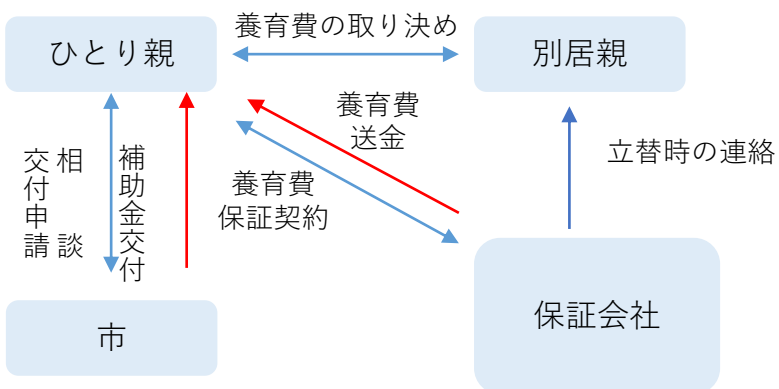 養育費の取り決め
ひとり親
別居親
養育費
送金
立替時の連絡
相談
交付申請
補助金交付
養育費
保証契約
保証会社
市